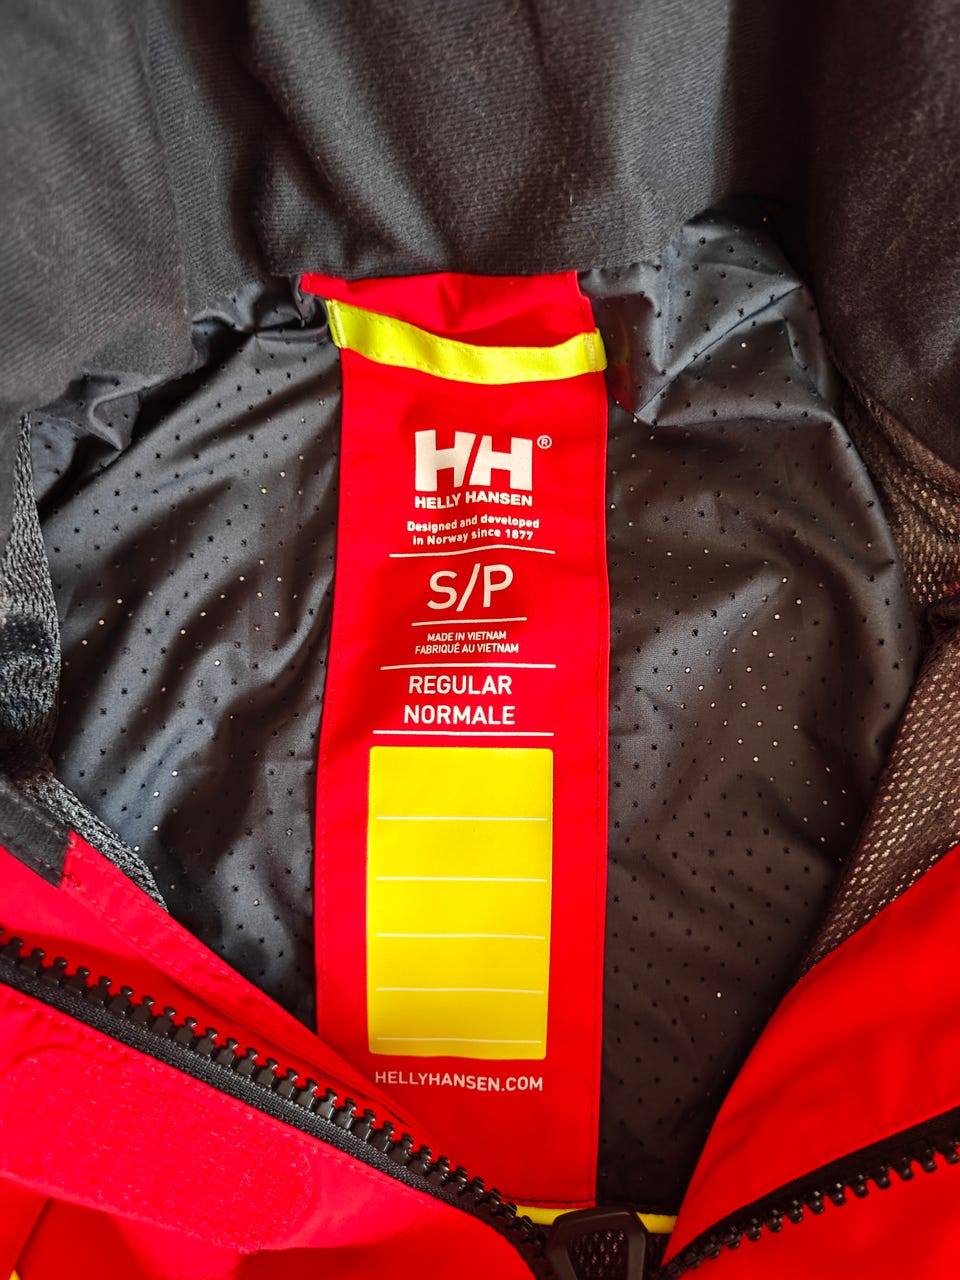 HH®
HELLY HANSEN
Designed and developed
in Norway since 1877
S/P
MADE IN VIETNAM
FABRIQUÉ AU VIETNAM
REGULAR
NORMALE
HELLYHANSEN.COM